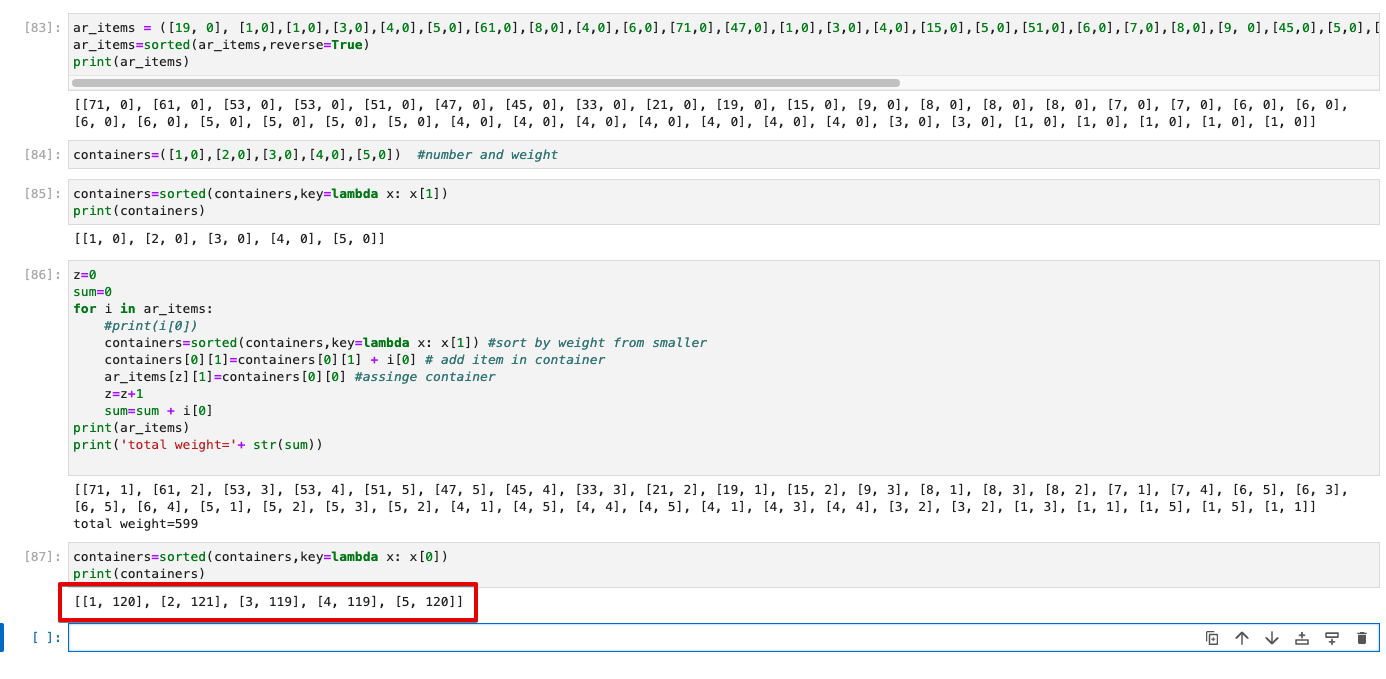 [83]: ar_items = ([19, 0], [1,0],[1,0],[3,0],[4,0],[5,0],[61,0],[8,0],[4,0],[6,0],[71,0],[47,0],[1,0],[3,0],[4,0],[15,0],[5,0],[51,0],[6,0],[7,0],[8,0],[9, 0],[45,0],[5,0],[
ar_items=sorted(ar_items,reverse=True)
print(ar_items)
[[71, 0], [61, 0], [53, 0], [53, 0], [51, 0], [47, 0], [45, 0], [33, 0], [21, 0], [19, 0], [15, 0], [9, 0], [8, 0], [8, 0], [8, 0], [7, 0], [7, 0], [6, 0], [6, 0],
[6, 0], [6, 0], [5, 0], [5, 0], [5, 0], [5, 0], [4, 0], [4, 0], [4, 0], [4, 0], [4, 0], [4, 0], [4, 0], [3, 0], [3, 0], [1, 0], [1, 0], [1, 0], [1, 0], [1, 0]]
[84]: containers=([1,0],[2,0],[3,0],[4,0],[5,0])  #number and weight
[85]: containers=sorted(containers,key=lambda x: x[1])
print(containers)
[[1, 0], [2, 0], [3, 0], [4, 0], [5, 0]]
[86]: z=0
sum=0
for i in ar_items:
    #print(i[0])
    containers=sorted(containers,key=lambda x: x[1]) #sort by weight from smaller
    containers[0][1]=containers[0][1] + i[0] # add item in container
    ar_items[z][1]=containers[0][0] #assinge container
    z=z+1
    sum=sum + i[0]
print(ar_items)
print('total weight='+ str(sum))
[[71, 1], [61, 2], [53, 3], [53, 4], [51, 5], [47, 5], [45, 4], [33, 3], [21, 2], [19, 1], [15, 2], [9, 3], [8, 1], [8, 3], [8, 2], [7, 1], [7, 4], [6, 5], [6, 3],
[6, 5], [6, 4], [5, 1], [5, 2], [5, 3], [5, 2], [4, 1], [4, 5], [4, 4], [4, 5], [4, 1], [4, 3], [4, 4], [3, 2], [3, 2], [1, 3], [1, 1], [1, 5], [1, 5], [1, 1]]
total weight=599
[87]: containers=sorted(containers,key=lambda x: x[0])
print(containers)
[[1, 120], [2, 121], [3, 119], [4, 119], [5, 120]]
[ ]: